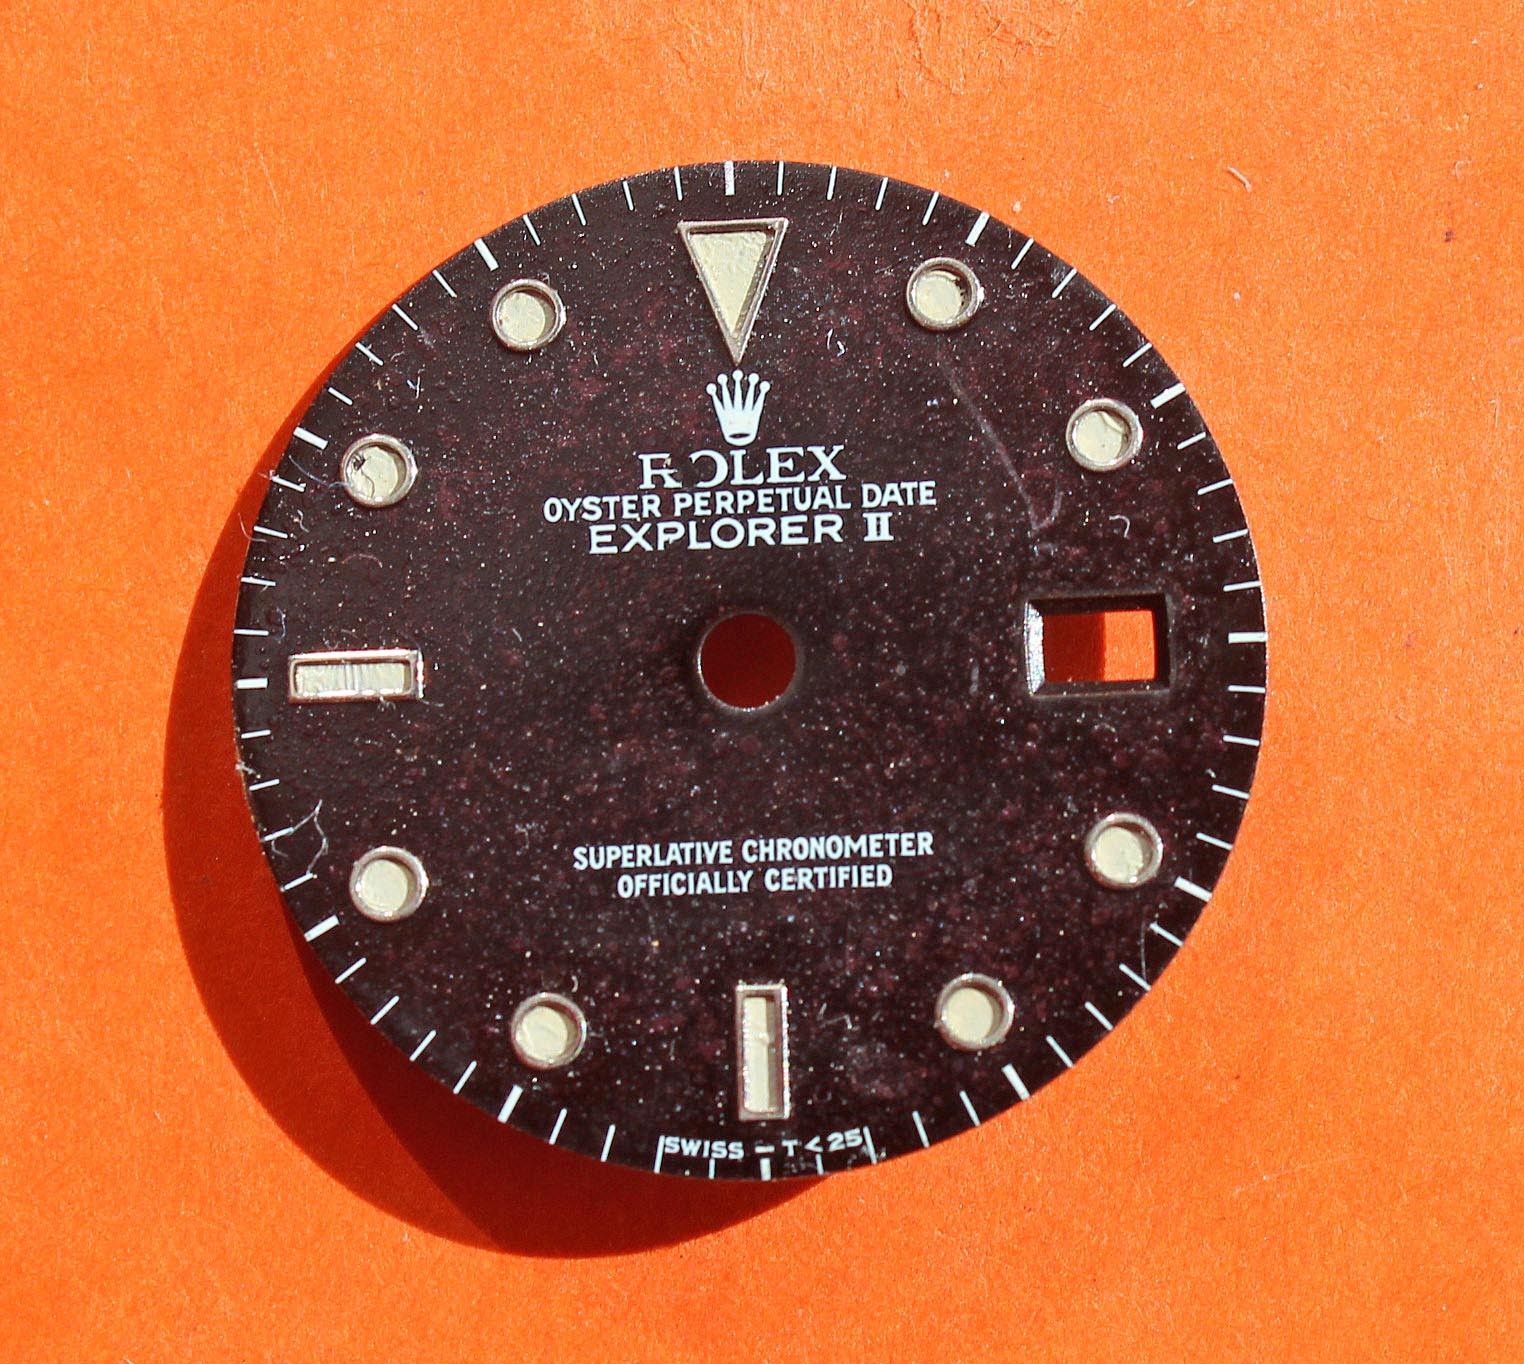 ROLEX
OYSTER PERPETUAL DATE
EXPLORER II
SUPERLATIVE CHRONOMETER
OFFICIALLY CERTIFIED
SWISS – T < 25